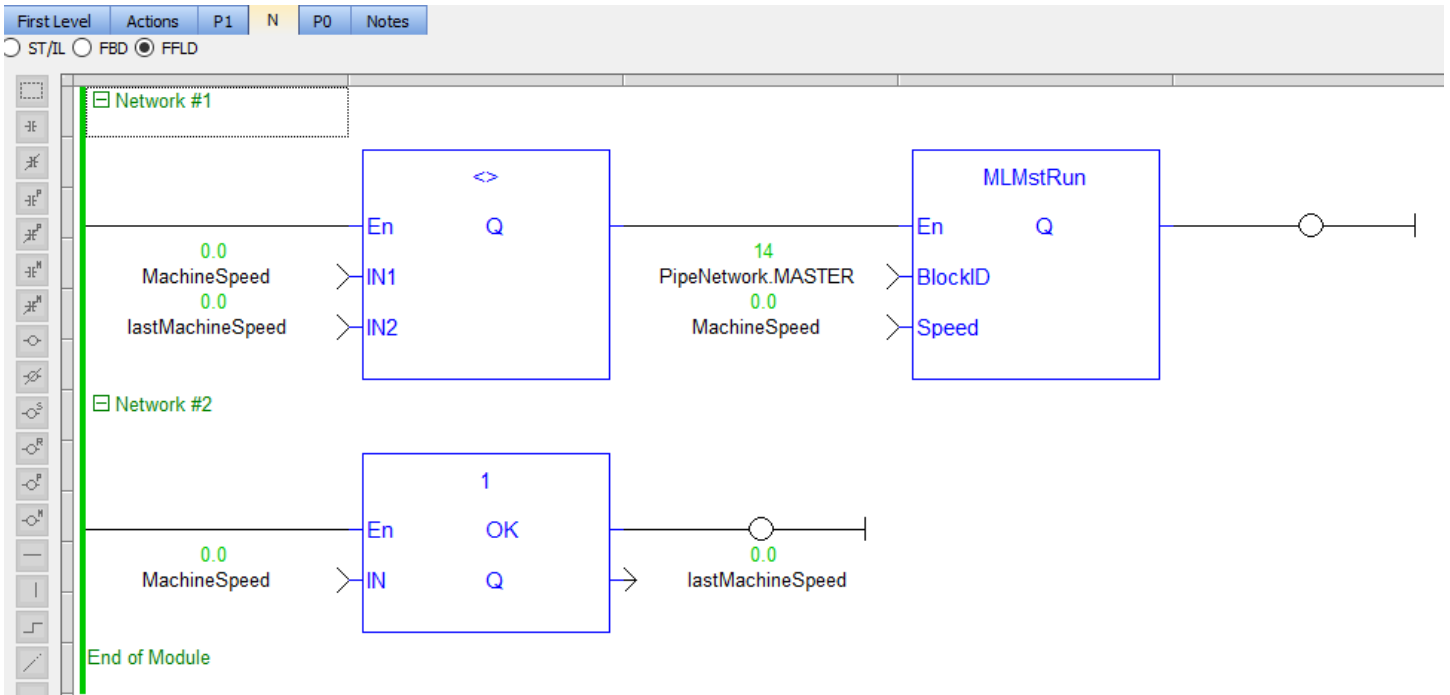 First Level Actions P1 N P0 Notes
ST/IL FBD FFLD
Network #1
<> MLMstRun
En Q En Q
0.0 14
MachineSpeed IN1 PipeNetwork.MASTER BlockID
0.0 0.0
lastMachineSpeed IN2 MachineSpeed Speed
Network #2
1
En OK
0.0 0.0
MachineSpeed IN Q lastMachineSpeed
End of Module